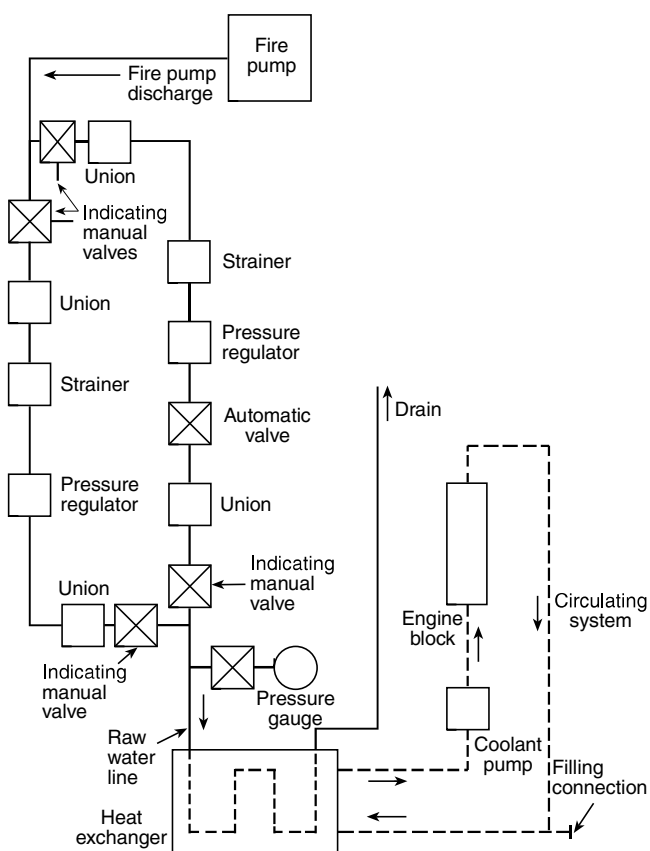 Fire
pump
Fire pump
discharge
Union
Indicating
manual
valves
Strainer
Union
Pressure
regulator
Strainer
Automatic
valve
Drain
Pressure
regulator
Union
Indicating
manual
valve
Union
Engine
block
Circulating
system
Indicating
manual
valve
Pressure
gauge
Raw
water
line
Coolant
pump
Filling
connection
Heat
exchanger